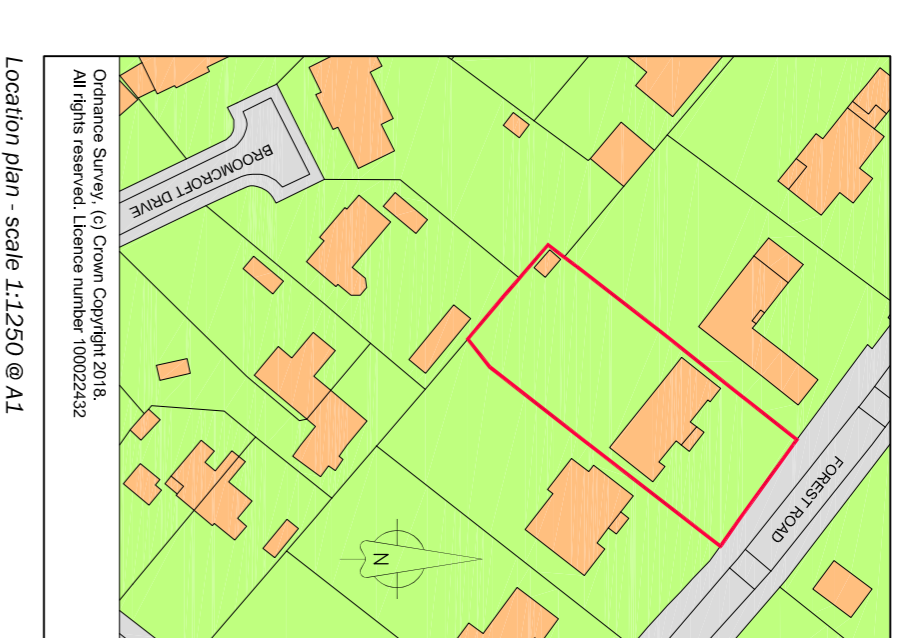 Location plan - scale 1:1250 @ A1
Ordnance Survey, (c) Crown Copyright 2018.
All rights reserved. Licence number 100022432
BROOMCROFT DRIVE
FOREST ROAD
N